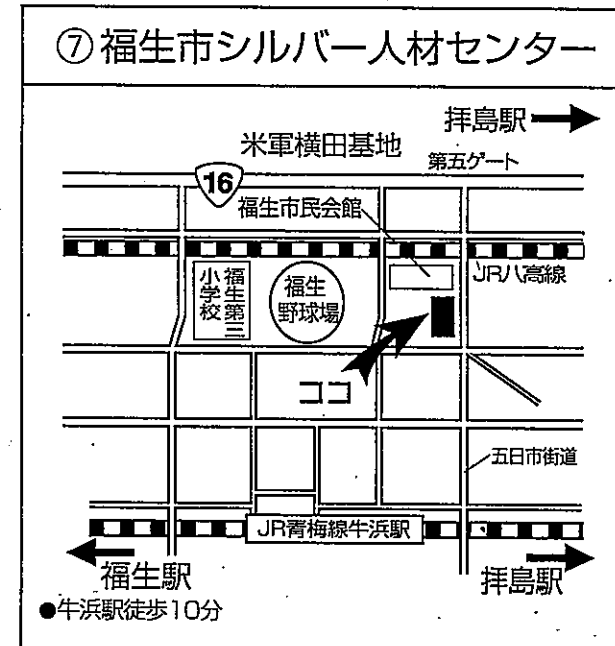 ⑦福生市シルバー人材センター
拝島駅
米軍横田基地
第五ゲート
16
福生市民会館
JR八高線
福生第三
小学校
福生
野球場
ココ
五日市街道
JR青梅線牛浜駅
福生駅
拝島駅
●牛浜駅徒歩10分